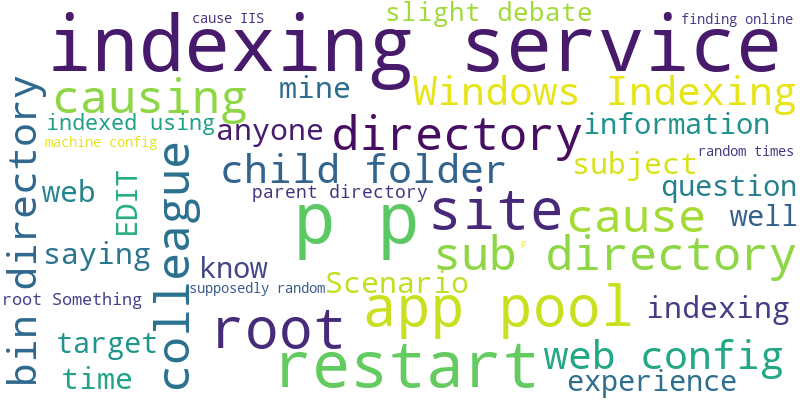 cause IIS
slight debate
finding online
indexing service
causing
mine
Windows Indexing
indexed using
anyone
directory
information
machine config
child folder
subject
random times
web
EDIT
parent directory
question
bin directory
colleague
p p
site
cause
well
saying
know
sub directory
p
root Something
supposedly random
Scenario
app pool
indexing
target
root
restart
web config
time
experience